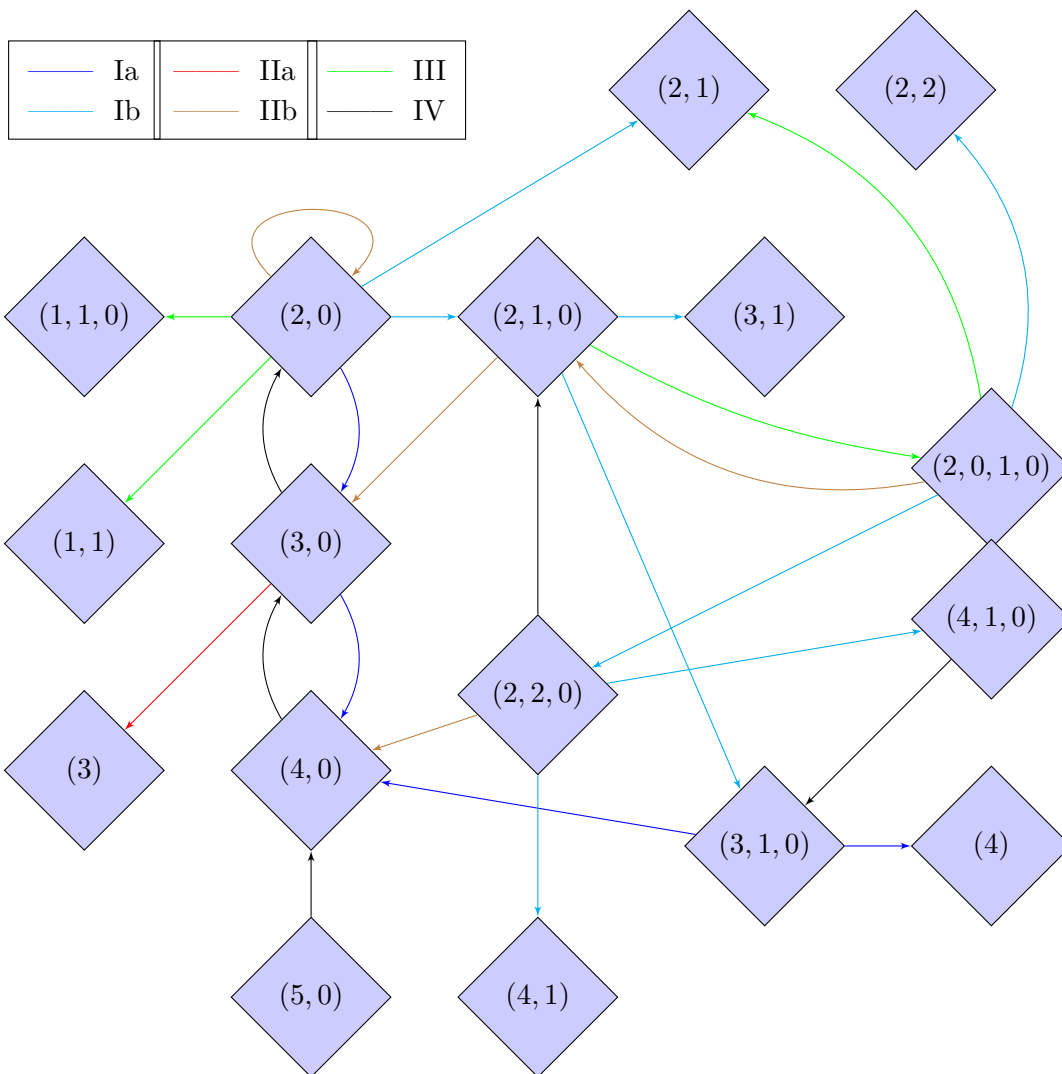 Ia IIa III
Ib IIb IV
(2, 1) (2, 2)
(1, 1, 0) (2, 0) (2, 1, 0) (3, 1)
(2, 0, 1, 0)
(1, 1) (3, 0)
(4, 1, 0)
(2, 2, 0)
(3) (4, 0)
(3, 1, 0) (4)
(5, 0) (4, 1)